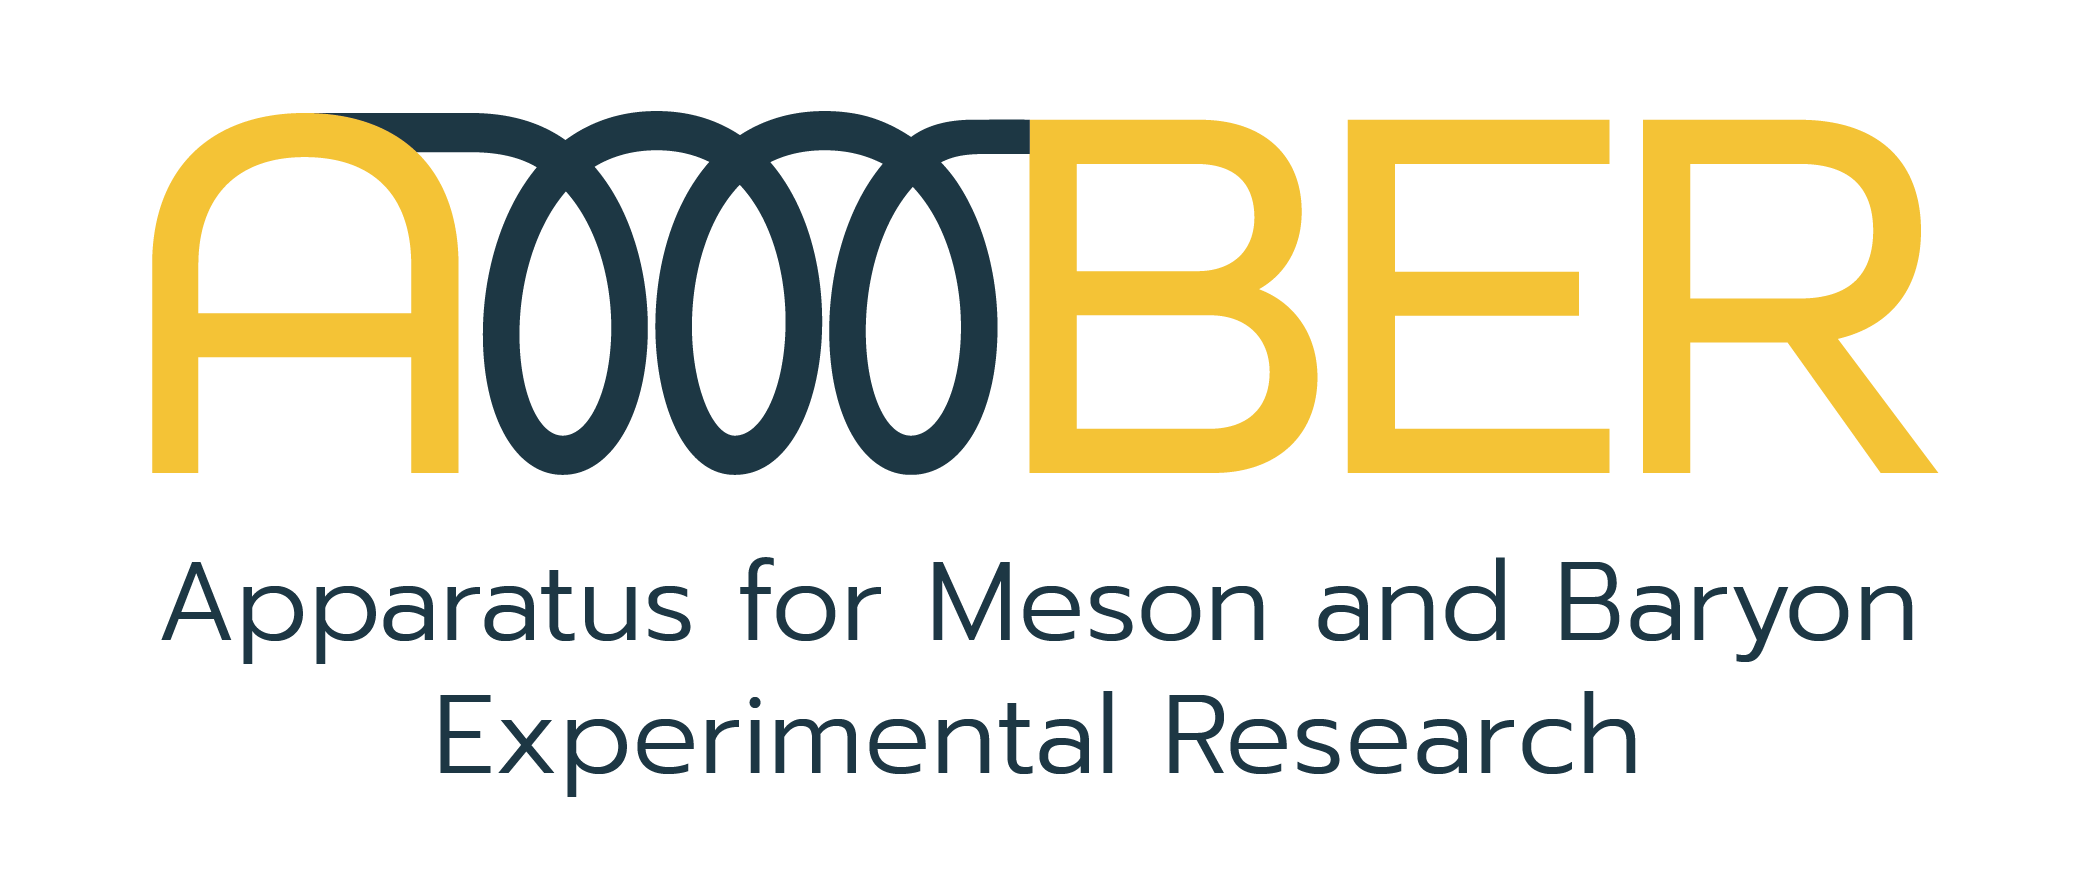 AMBER
Apparatus for Meson and Baryon
Experimental Research